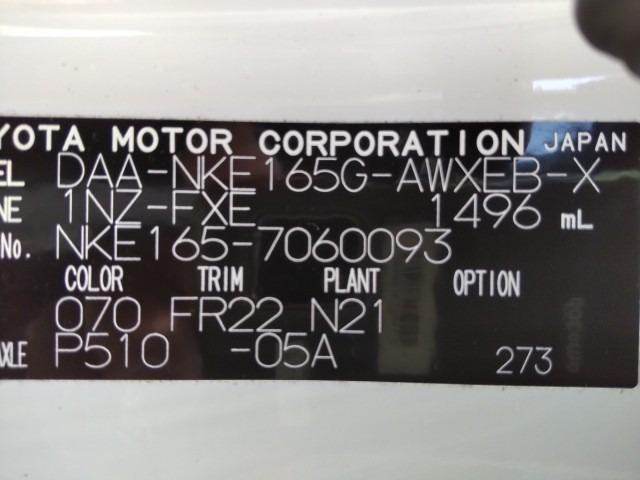 YOTA MOTOR CORPORATION JAPAN
EL DAA-NKE165G-AWXEB-X
NE 1NZ-FXE 1496 mL
No. NKE165-7060093
COLOR TRIM PLANT OPTION
070 FR22 N21
XLE P510 -05A 273